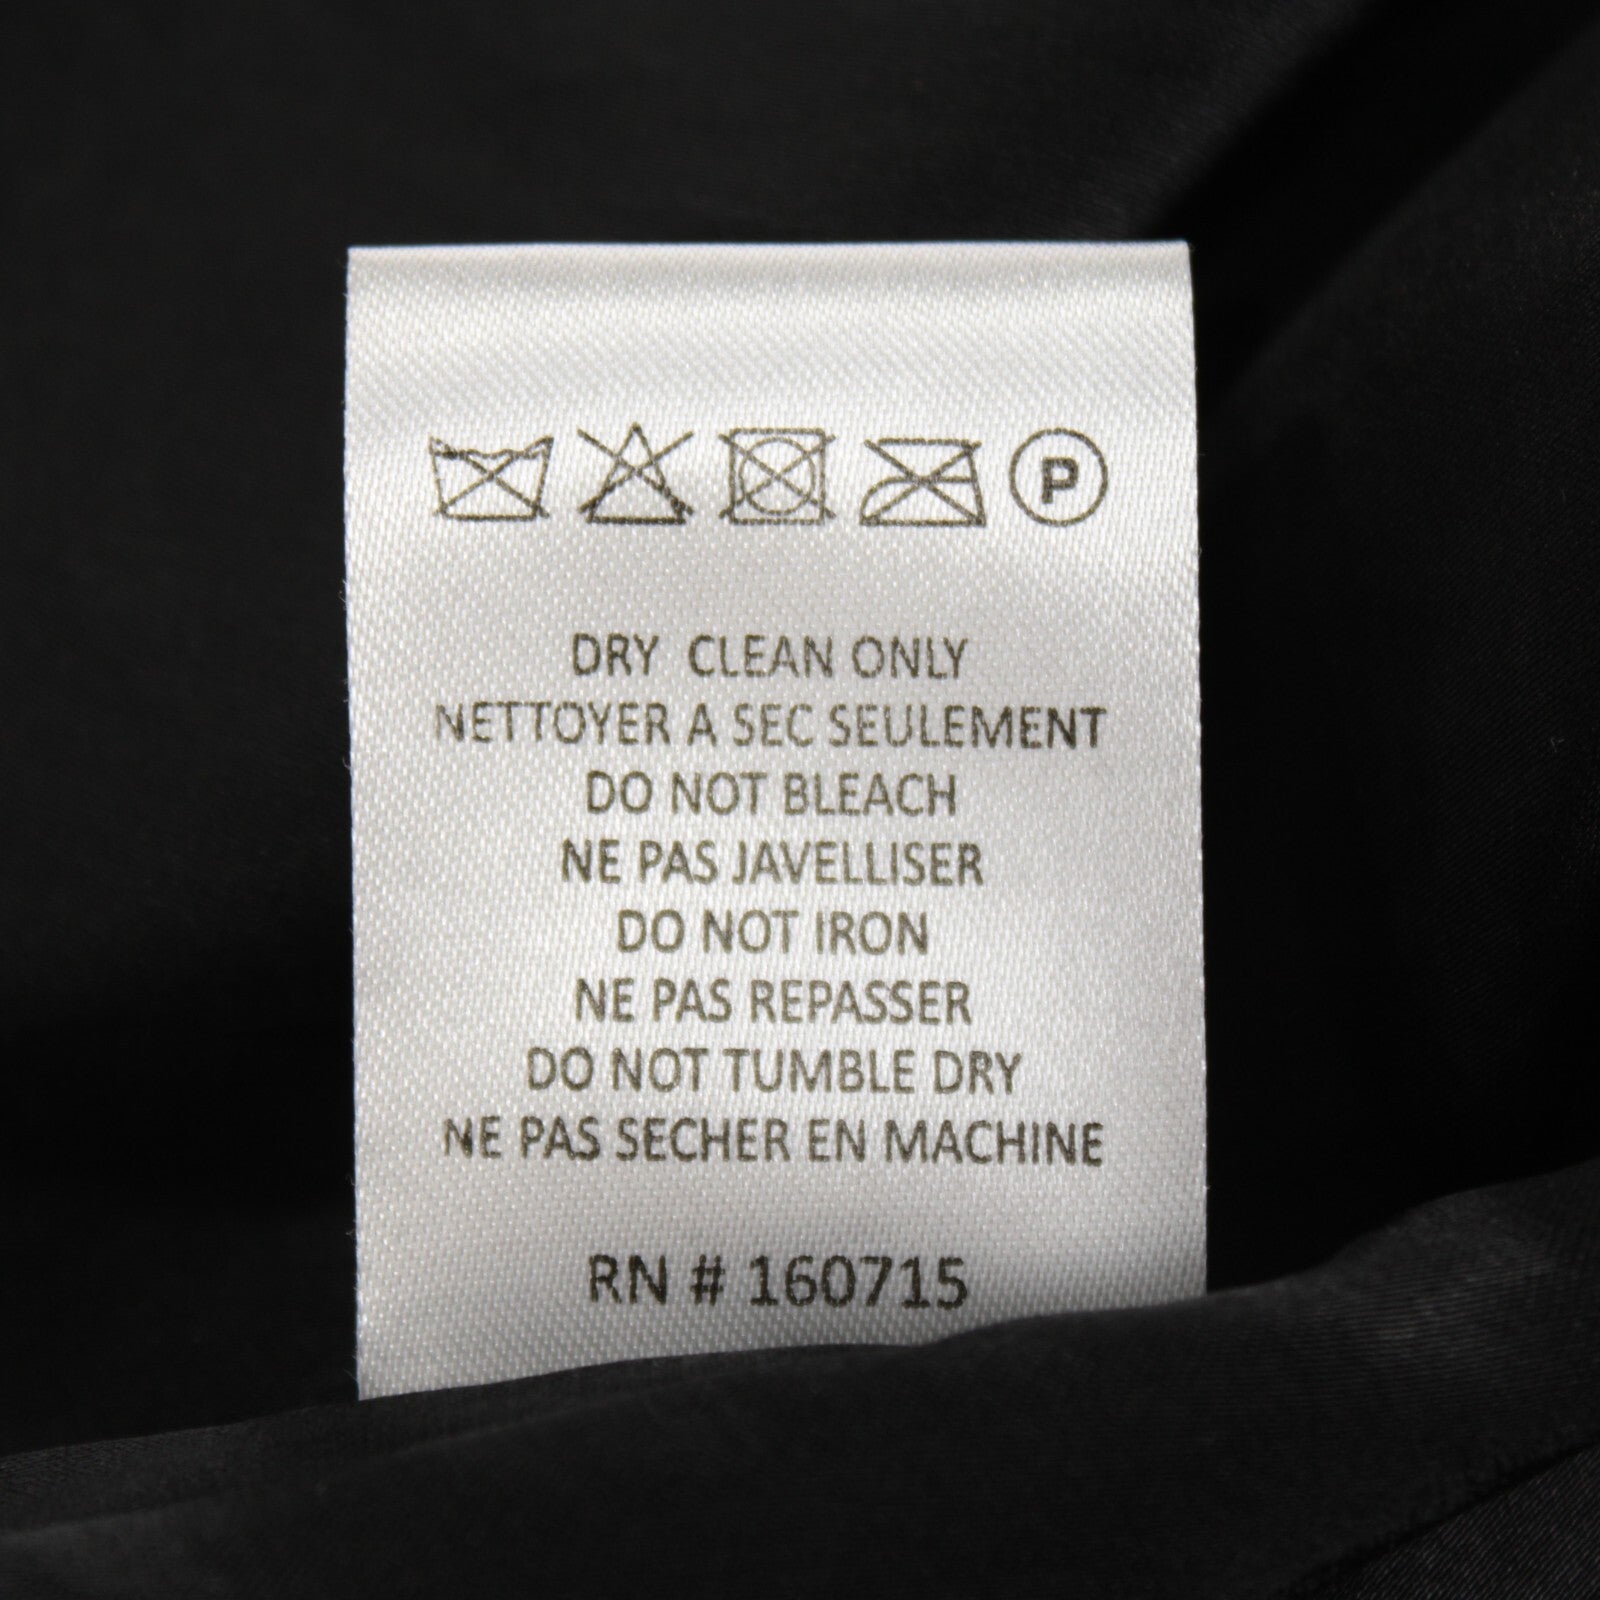 P
DRY CLEAN ONLY
NETTOYER A SEC SEULEMENT
DO NOT BLEACH
NE PAS JAVELLISER
DO NOT IRON
NE PAS REPASSER
DO NOT TUMBLE DRY
NE PAS SECHER EN MACHINE
RN # 160715